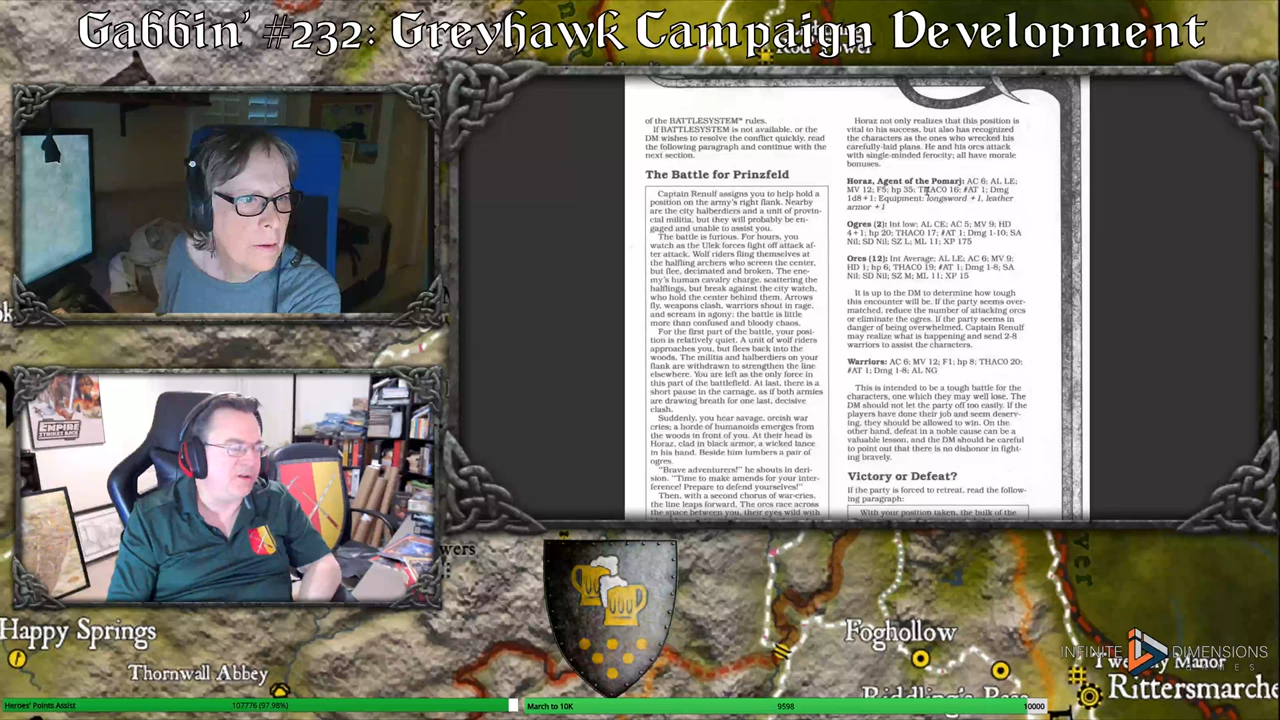 Gabbin' #232: Greyhawk Campaign Development
of the BATTLESYSTEM™ rules.
If BATTLESYSTEM is not available, or the
DM wishes to resolve the conflict quickly, read
the following paragraph and continue with the
next section.
The Battle for Prinzfeld
Captain Renulf assigns you to help hold a
position on the army's right flank. Nearby
are the city halberdiers and a unit of provin-
cial militia, but they will probably be en-
gaged and unable to assist you.
The battle is furious. For hours, you
watch as the Ulek forces fight off attack af-
ter attack. Wolf riders fling themselves at
the halfling archers who screen the center,
but flee, decimated and broken. The ene-
my's human cavalry charge, scattering the
halflings, but break against the city watch,
who hold the center behind them. Arrows
fly, weapons clash, warriors shout in rage,
and scream in agony; the battle is little
more than confused and bloody chaos.
For the first part of the battle, your posi-
tion is relatively quiet. A unit of wolf riders
approaches you, but flees back into the
woods. The militia and halberdiers on your
flank are withdrawn to strengthen the line
elsewhere. You are left as the only force in
this part of the battlefield. At last, there is a
short pause in the carnage, as if both armies
are drawing breath for one last, decisive
clash.
Suddenly, you hear savage, orcish war
cries; a horde of humanoids emerges from
the woods in front of you. At their head is
Horaz, clad in black armor, a wicked lance
in his hand. Beside him lumbers a pair of
ogres.
"Brave adventurers!" he shouts in deri-
sion. "Time to make amends for your inter-
ference! Prepare to defend yourselves!"
Then, with a second chorus of war-cries,
the line leaps forward. The orcs race across
the space between you, their eyes wild with
Horaz not only realizes that this position is
vital to his success, but also has recognized
the characters as the ones who wrecked his
carefully-laid plans. He and his orcs attack
with single-minded ferocity; all have morale
bonuses.
Horaz, Agent of the Pomarj: AC 6; AL LE;
MV 12; F5; hp 35; THAC0 16; #AT 1; Dmg
1d8+1; Equipment: longsword +1, leather
armor +1
Ogres (2): Int low; AL CE; AC 5; MV 9; HD
4+1; hp 20; THAC0 17; #AT 1; Dmg 1-10; SA
Nil; SD Nil; SZ L; ML 11; XP 175
Orcs (12): Int Average; AL LE; AC 6; MV 9;
HD 1; hp 6; THAC0 19; #AT 1; Dmg 1-8; SA
Nil; SD Nil; SZ M; ML 11; XP 15
It is up to the DM to determine how tough
this encounter will be. If the party seems over-
matched, reduce the number of attacking orcs
or eliminate the ogres. If the party seems in
danger of being overwhelmed, Captain Renulf
may realize what is happening and send 2-8
warriors to assist the characters.
Warriors: AC 6; MV 12; F1; hp 8; THAC0 20;
#AT 1; Dmg 1-8; AL NG
This is intended to be a tough battle for the
characters, one which they may well lose. The
DM should not let the party off too easily. If the
players have done their job and seem deserv-
ing, they should be allowed to win. On the
other hand, defeat in a noble cause can be a
valuable lesson, and the DM should be careful
to point out that there is no dishonor in fight-
ing bravely.
Victory or Defeat?
If the party is forced to retreat, read the follow-
ing paragraph:
With your position taken, the bulk of the
EMPIRE
Happy Springs
Thornwall Abbey
Foghollow
INFINITE DIMENSIONS
GAMES
Manor
Rittersmarche
Heroes' Points Assist
107776 (97.98%)
March to 10K
9598
10000